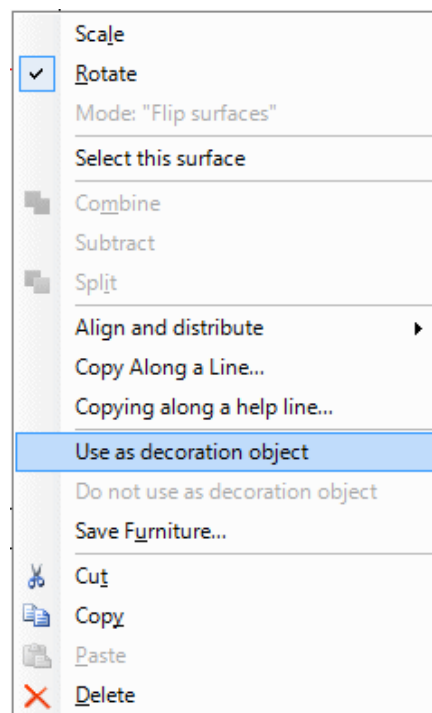 Scale
Rotate
Mode: "Flip surfaces"
Select this surface
Combine
Subtract
Split
Align and distribute
Copy Along a Line...
Copying along a help line...
Use as decoration object
Do not use as decoration object
Save Furniture...
Cut
Copy
Paste
Delete